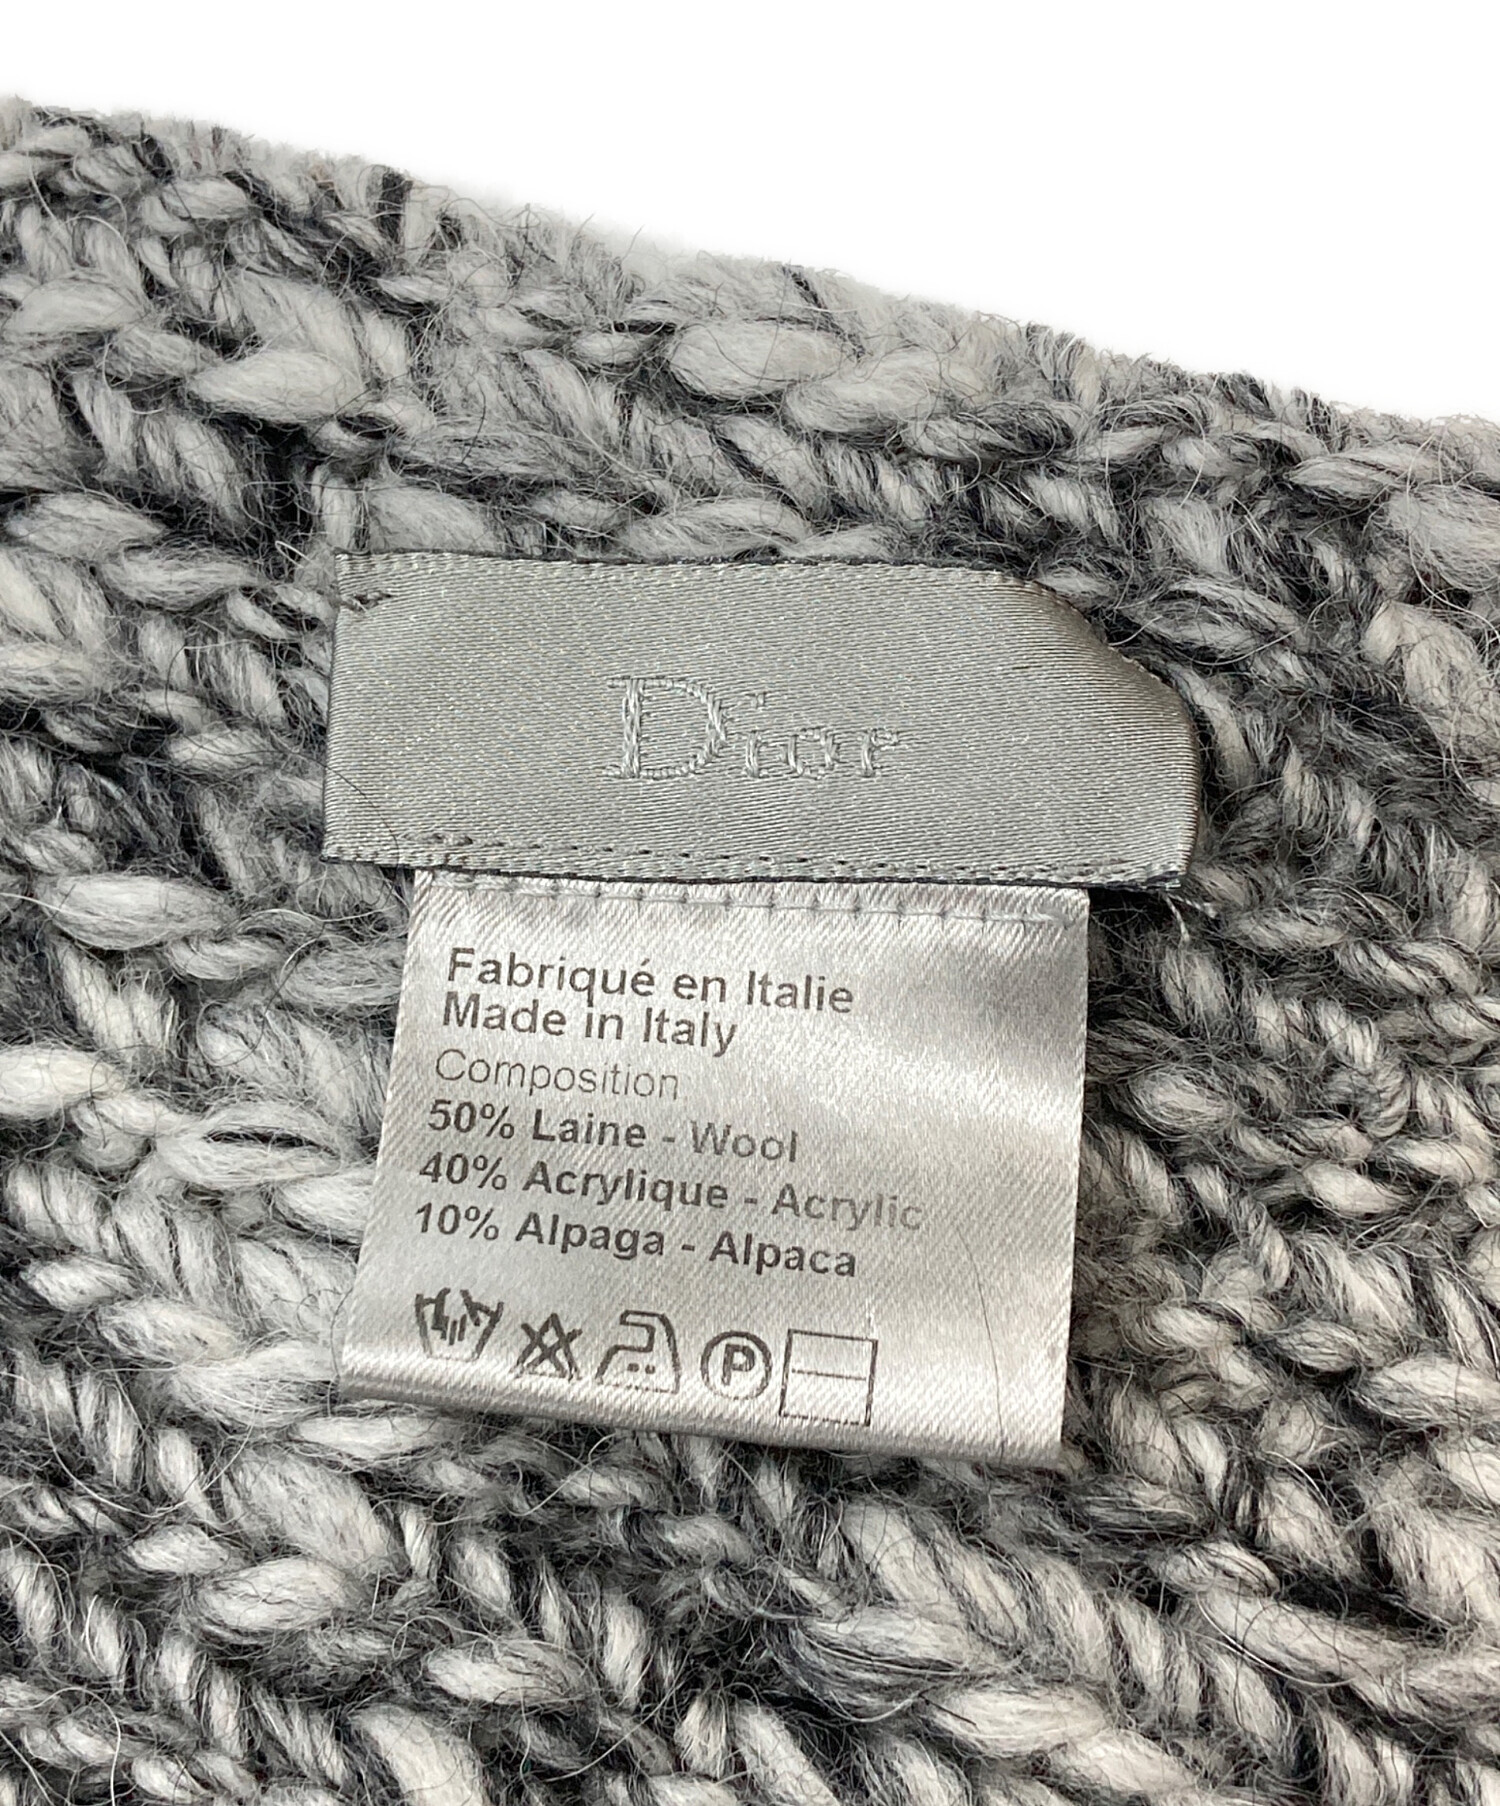 Dior
Fabriqué en Italie
Made in Italy
Composition
50% Laine - Wool
40% Acrylique - Acrylic
10% Alpaga - Alpaca
P